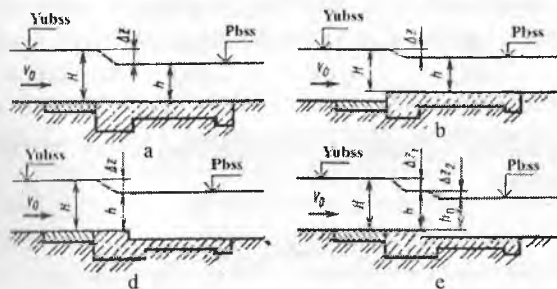 Yubss Δz Pbss
H h
v₀
a
Yubss Δz Pbss
H h
v₀
b
Yubss Δz Pbss
H h
v₀
d
Yubss Δz₁ Δz₂ Pbss
H h hn
v₀
e